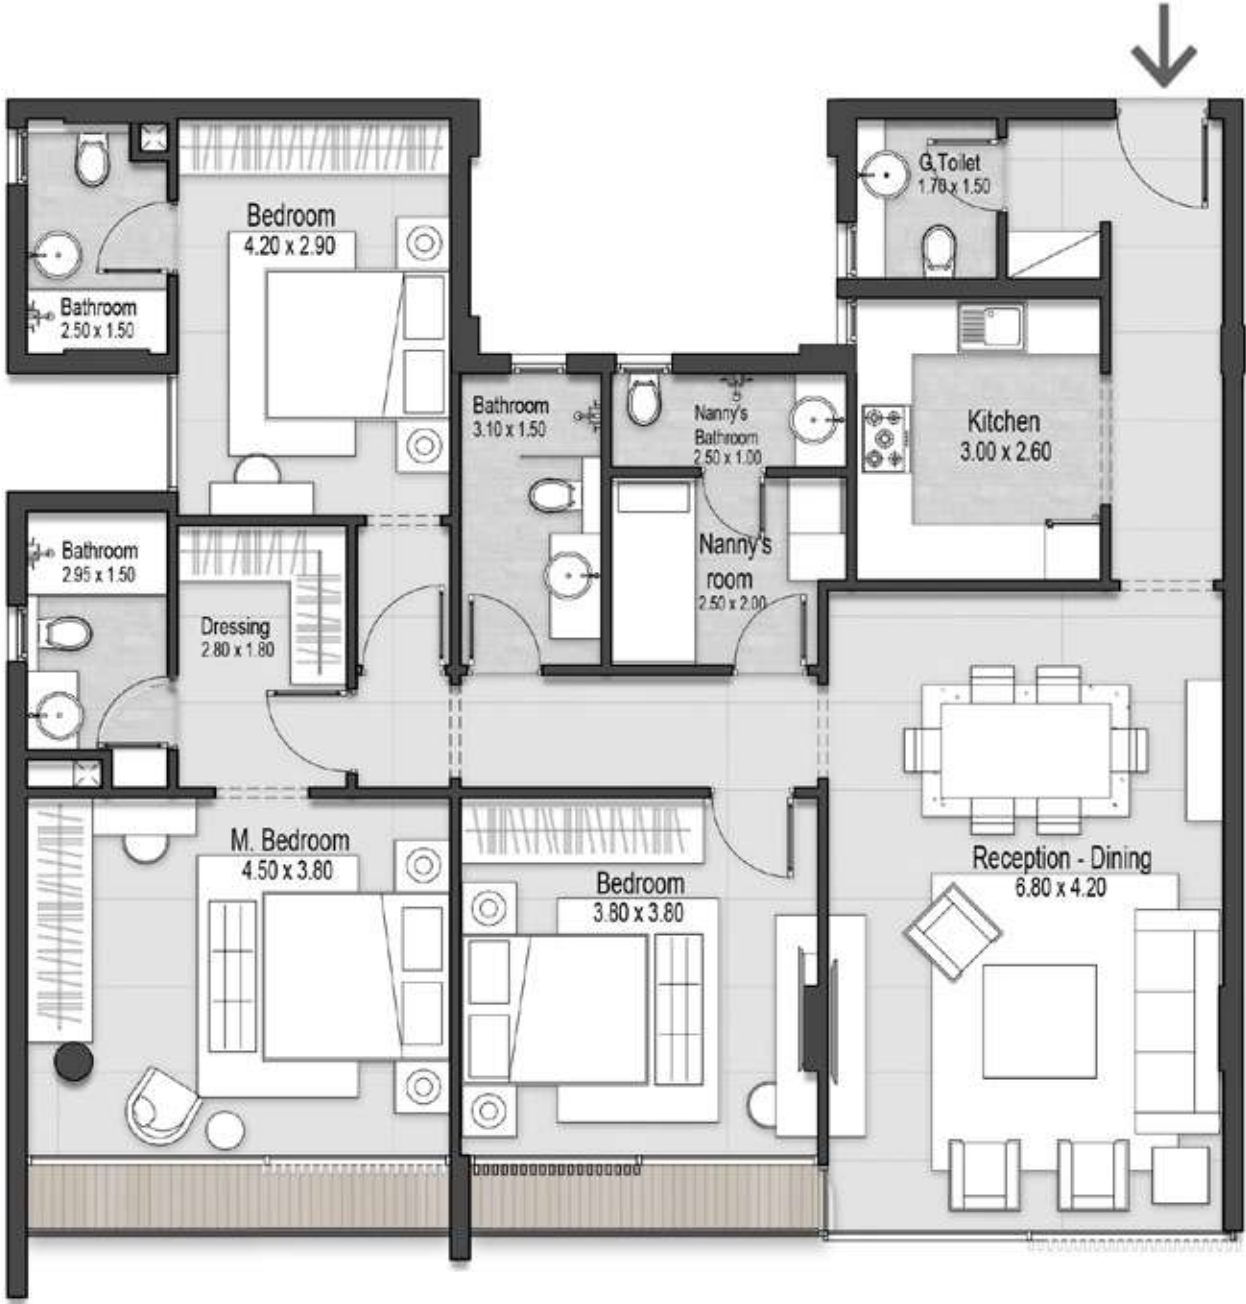 G.Toilet
1.70 x 1.50
Bedroom
4.20 x 2.90
Bathroom
2.50 x 1.50
Bathroom
3.10 x 1.50
Nanny's
Bathroom
2.50 x 1.00
Kitchen
3.00 x 2.60
Bathroom
2.95 x 1.50
Nanny's
room
2.50 x 2.00
Dressing
2.80 x 1.80
M. Bedroom
4.50 x 3.80
Bedroom
3.80 x 3.80
Reception - Dining
6.80 x 4.20